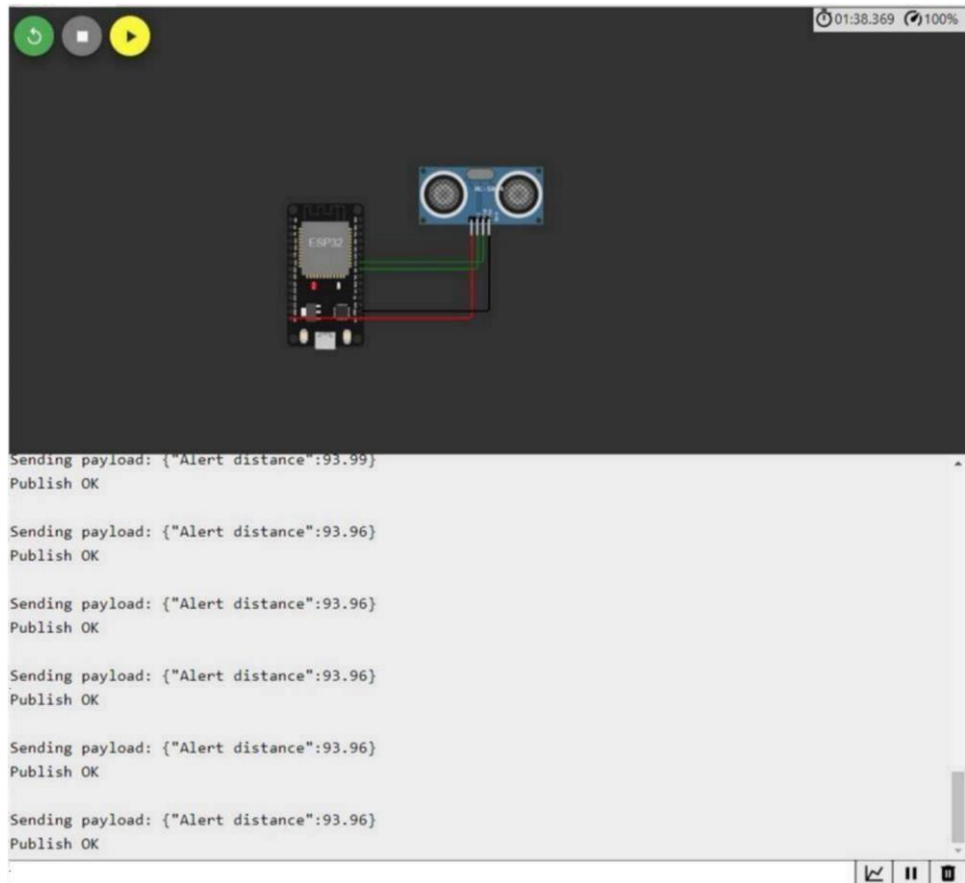 01:38.369 100%
ESP32
Sending payload: {"Alert distance":93.99}
Publish OK
Sending payload: {"Alert distance":93.96}
Publish OK
Sending payload: {"Alert distance":93.96}
Publish OK
Sending payload: {"Alert distance":93.96}
Publish OK
Sending payload: {"Alert distance":93.96}
Publish OK
Sending payload: {"Alert distance":93.96}
Publish OK